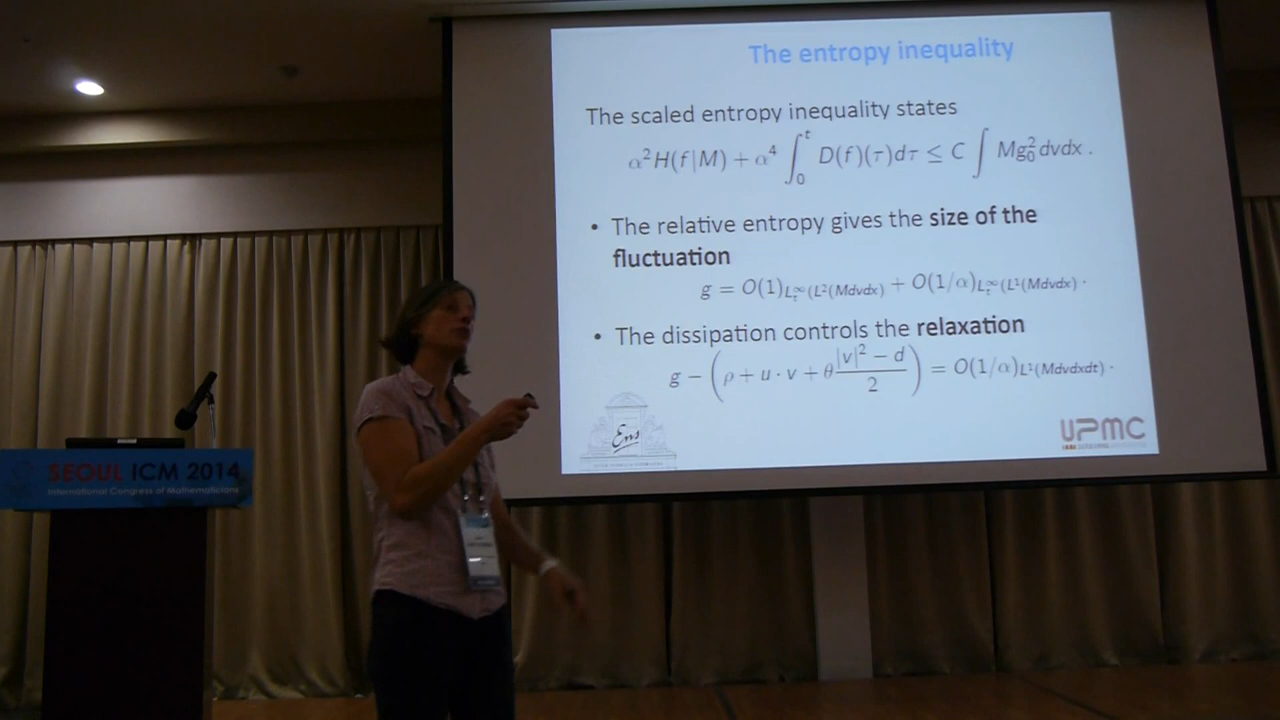 The entropy inequality
The scaled entropy inequality states
α²H(f|M) + α⁴ ∫₀ᵗ D(f)(τ)dτ ≤ C ∫ Mg₀² dvdx .
• The relative entropy gives the size of the
fluctuation
g = O(1)_{L_t^∞(L²(Mdvdx)} + O(1/α)_{L_t^∞(L¹(Mdvdx)} .
• The dissipation controls the relaxation
g − (ρ + u · v + θ (|v|² − d)/2) = O(1/α)_{L¹(Mdvdxdt)} .
Ens
UPMC
SEOUL ICM 2014
International Congress of Mathematicians